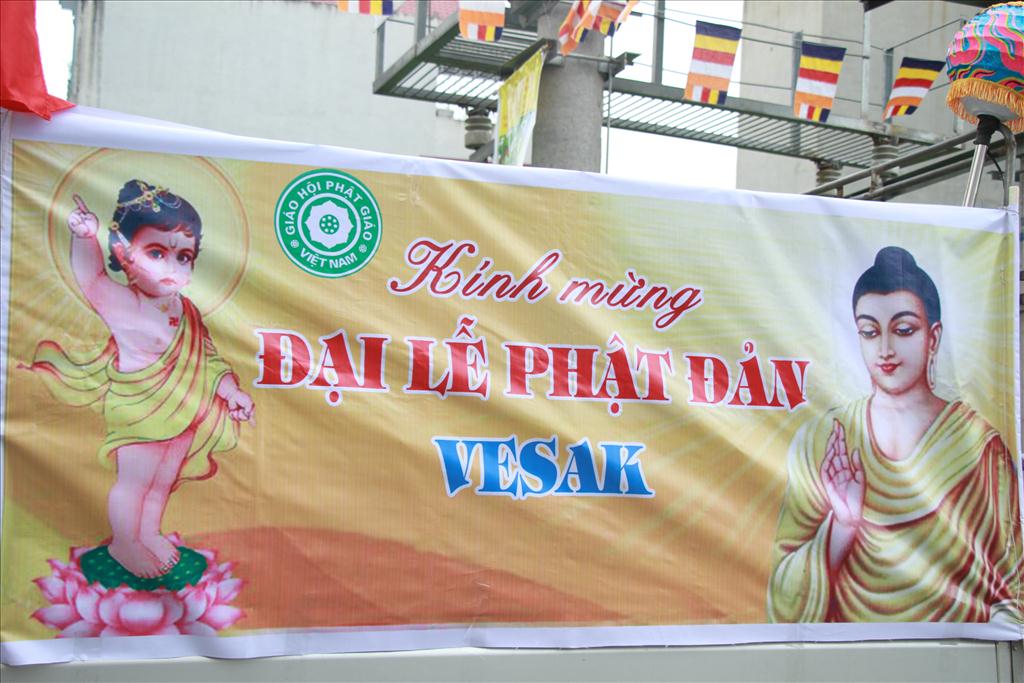 GIÁO HỘI PHẬT GIÁO
VIỆT NAM
Kính mừng
ĐẠI LỄ PHẬT ĐẢN
VESAK